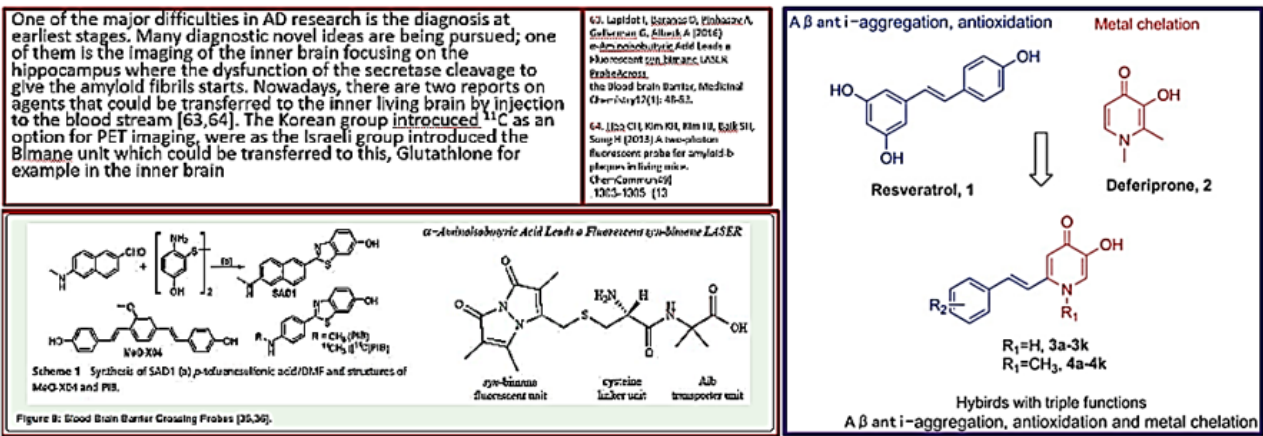 One of the major difficulties in AD research is the diagnosis at
earliest stages. Many diagnostic novel ideas are being pursued; one
of them is the imaging of the inner brain focusing on the
hippocampus where the dysfunction of the secretase cleavage to
give the amyloid fibrils starts. Nowadays, there are two reports on
agents that could be transferred to the inner living brain by injection
to the blood stream [63,64]. The Korean group introcuced ¹¹C as an
option for PET imaging, were as the Israeli group introduced the
Bimane unit which could be transferred to this, Glutathione for
example in the inner brain
63. Lapidot I, Baranes D, Pinhasov A,
Gellerman G, Albeck A (2016)
α-Aminoisobutyric Acid Leads a
Fluorescent syn-bimane LASER
ProbeAcross
the Blood brain Barrier, Medicinal
Chemistry12(1): 48-53.
64. CH, Kim KH, Kim HJ, Baik SH,
Song H (2013) A two-photon
fluorescent probe for amyloid-b
plaques in living mice.
ChemCommun49
1303-1305 (13
CHO
+
NH₂
S
OH
2
(a)
N
H
N
S
OH
SAD1
HO
O
OH
MeO-X04
N
S
OH
R
N
H
R = CH₃ (PIB)
¹¹CH₃ ([¹¹C]PIB)
Scheme 1 Synthesis of SAD1 (a) p-toluenesulfonic acid/DMF and structures of
MeO-X04 and PIB.
α-Aminoisobutyric Acid Leads a Fluorescent syn-bimane LASER
O
O
N
N
S
H₂N
H
O
H
N
O
OH
syn-bimane
fluorescent unit
cysteine
linker unit
Aib
transporter unit
Figure 8: Blood Brain Barrier Crossing Probes [35,36].
Aβ anti-aggregation, antioxidation
Metal chelation
HO
OH
OH
Resveratrol, 1
O
OH
N
Deferiprone, 2
O
OH
N
R₁
R₂
R₁=H, 3a-3k
R₁=CH₃, 4a-4k
Hybirds with triple functions
Aβ anti-aggregation, antioxidation and metal chelation